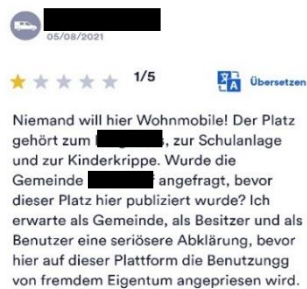 05/08/2021
1/5
Übersetzen
Niemand will hier Wohnmobile! Der Platz
gehört zum , zur Schulanlage
und zur Kinderkrippe. Wurde die
Gemeinde angefragt, bevor
dieser Platz hier publiziert wurde? Ich
erwarte als Gemeinde, als Besitzer und als
Benutzer eine seriösere Abklärung, bevor
hier auf dieser Plattform die Benutzungg
von fremdem Eigentum angepriesen wird.